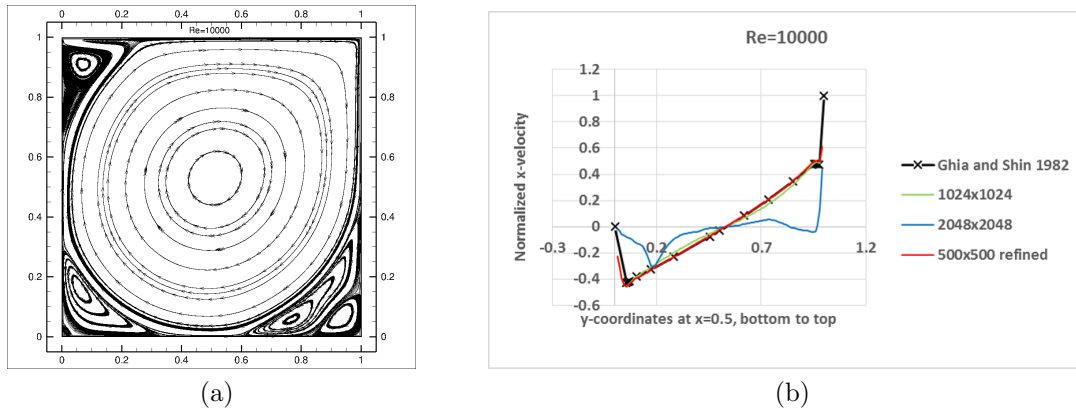 0 0.2 0.4 0.6 0.8 1
Re=10000
1 1
0.8 0.8
0.6 0.6
0.4 0.4
0.2 0.2
0 0
0 0.2 0.4 0.6 0.8 1
(a)
Re=10000
Normalized x-velocity
1.2
1
0.8
0.6
0.4
0.2
0
-0.3 0.2 0.7 1.2
-0.2
-0.4
-0.6
y-coordinates at x=0.5, bottom to top
Ghia and Shin 1982
1024x1024
2048x2048
500x500 refined
(b)